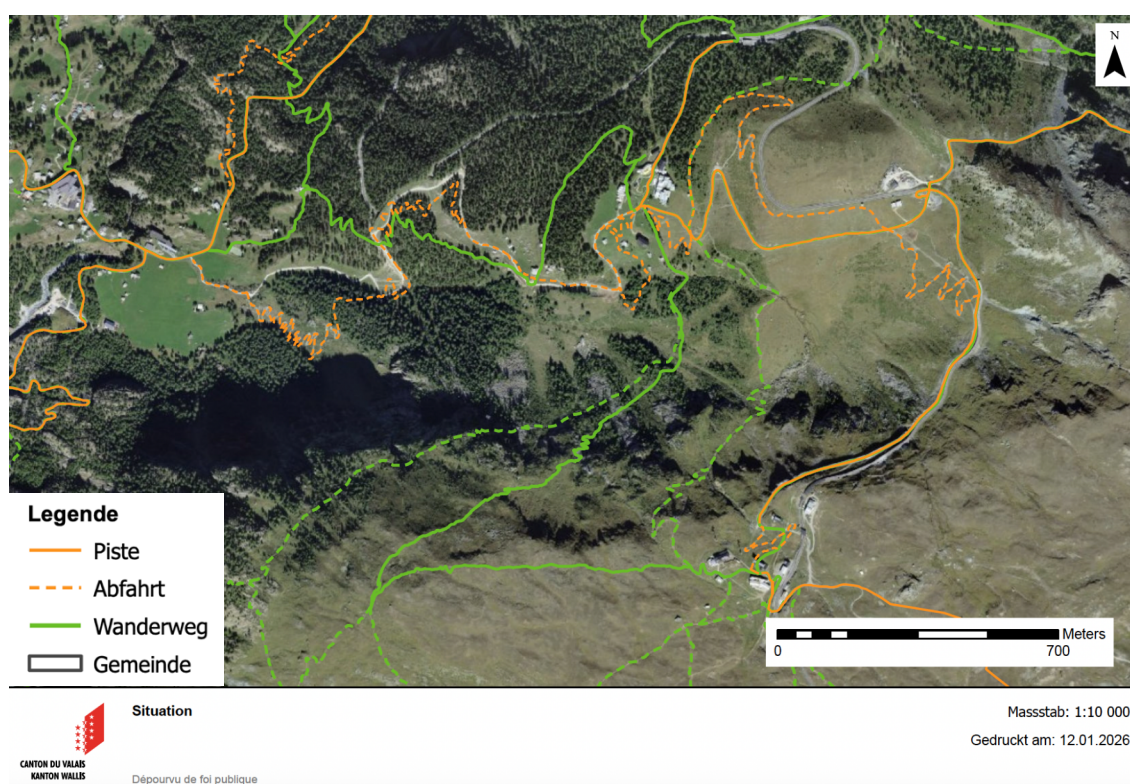 N
Legende
Piste
Abfahrt
Wanderweg
Gemeinde
Meters
0 700
CANTON DU VALAIS
KANTON WALLIS
Situation
Dépourvu de foi publique
Massstab: 1:10 000
Gedruckt am: 12.01.2026